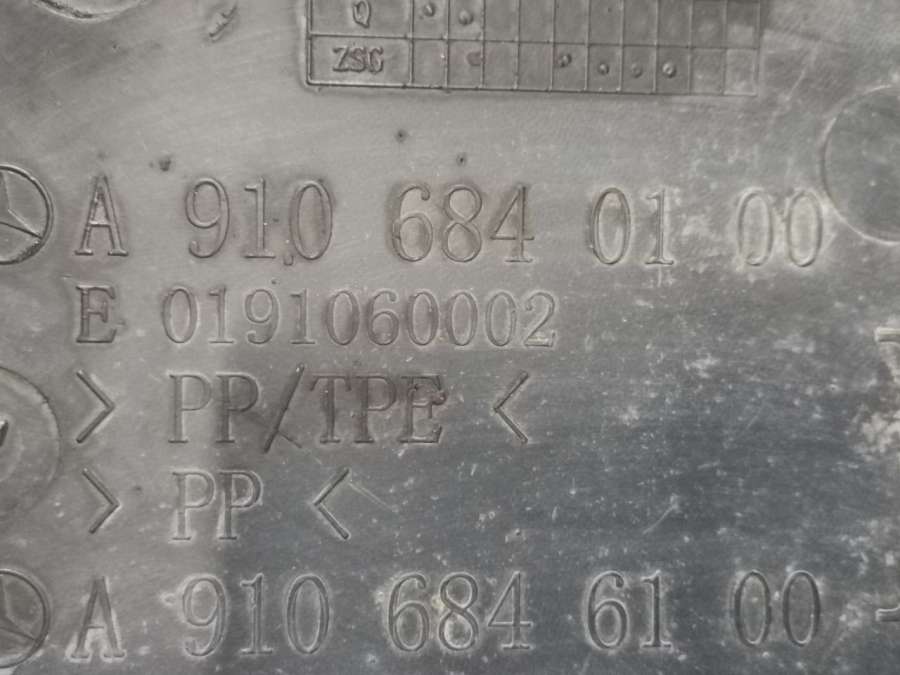 Q
ZSG
A 910 684 01 00
E 0191060002
> PP/TPE <
> PP <
A 910 684 61 00